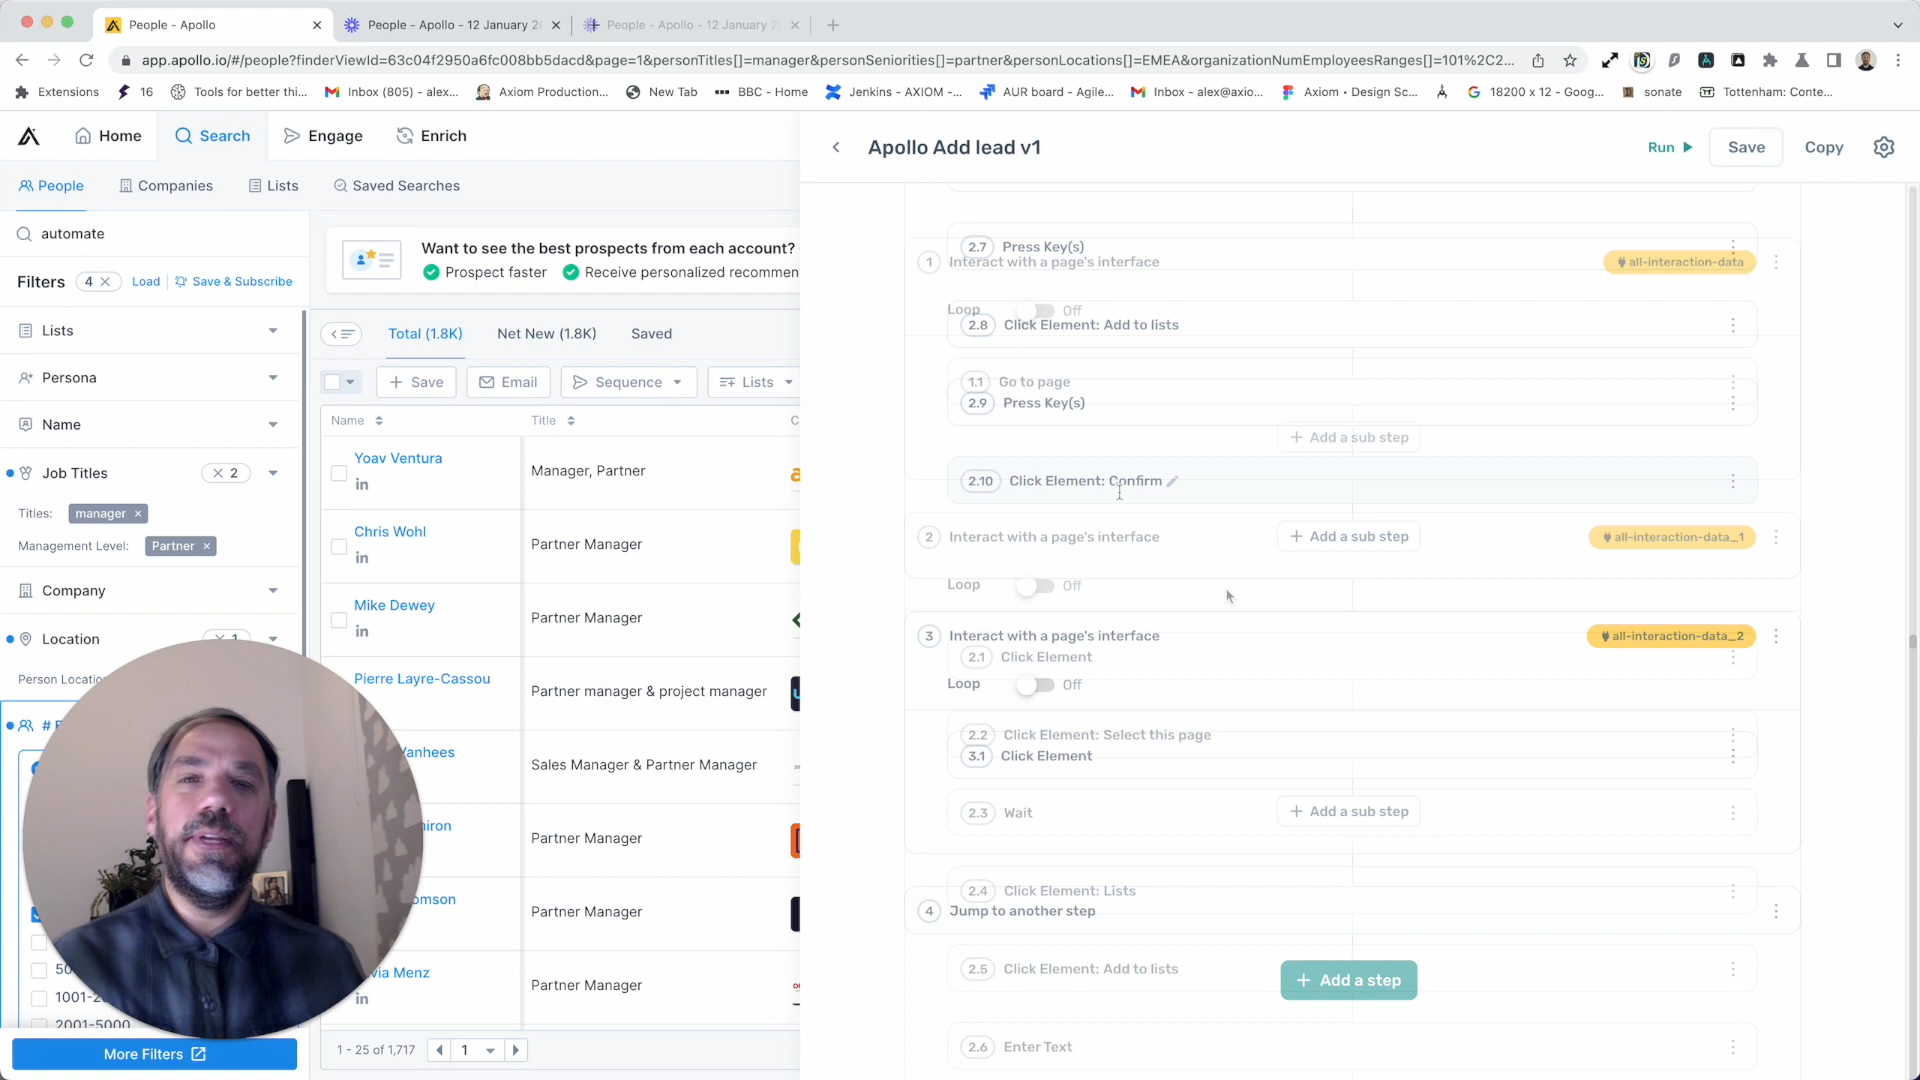 People - Apollo
People - Apollo - 12 January 20
People - Apollo - 12 January 20
app.apollo.io/#/people?finderViewId=63c04f2950a6fc008bb5dacd&page=1&personTitles[]=manager&personSeniorities[]=partner&personLocations[]=EMEA&organizationNumEmployeesRanges[]=101%2C2...
Extensions
16
Tools for better thi...
Inbox (805) - alex...
Axiom Production...
New Tab
BBC - Home
Jenkins - AXIOM -...
AUR board - Agile...
Inbox - alex@axio...
Axiom • Design Sc...
18200 x 12 - Goog...
sonate
Tottenham: Conte...
Home
Search
Engage
Enrich
People
Companies
Lists
Saved Searches
automate
Filters
4
Load
Save & Subscribe
Lists
Persona
Name
Job Titles
2
Titles:
manager
Management Level:
Partner
Company
Location
1
Person Locatio
#
1001-2
2001-5000
More Filters
Want to see the best prospects from each account?
Prospect faster
Receive personalized recommen
Total (1.8K)
Net New (1.8K)
Saved
Save
Email
Sequence
Lists
Name
Title
C
Yoav Ventura
in
Manager, Partner
Chris Wohl
in
Partner Manager
Mike Dewey
in
Partner Manager
Pierre Layre-Cassou
Partner manager & project manager
Vanhees
Sales Manager & Partner Manager
hiron
Partner Manager
omson
Partner Manager
via Menz
in
Partner Manager
1 - 25 of 1,717
1
Apollo Add lead v1
Run
Save
Copy
2.7
Press Key(s)
1
Interact with a page's interface
all-interaction-data
Loop
Off
2.8
Click Element: Add to lists
1.1
Go to page
2.9
Press Key(s)
Add a sub step
2.10
Click Element: Confirm
2
Interact with a page's interface
Add a sub step
all-interaction-data_1
Loop
Off
3
Interact with a page's interface
all-interaction-data_2
2.1
Click Element
Loop
Off
2.2
Click Element: Select this page
3.1
Click Element
2.3
Wait
Add a sub step
2.4
Click Element: Lists
4
Jump to another step
2.5
Click Element: Add to lists
Add a step
2.6
Enter Text